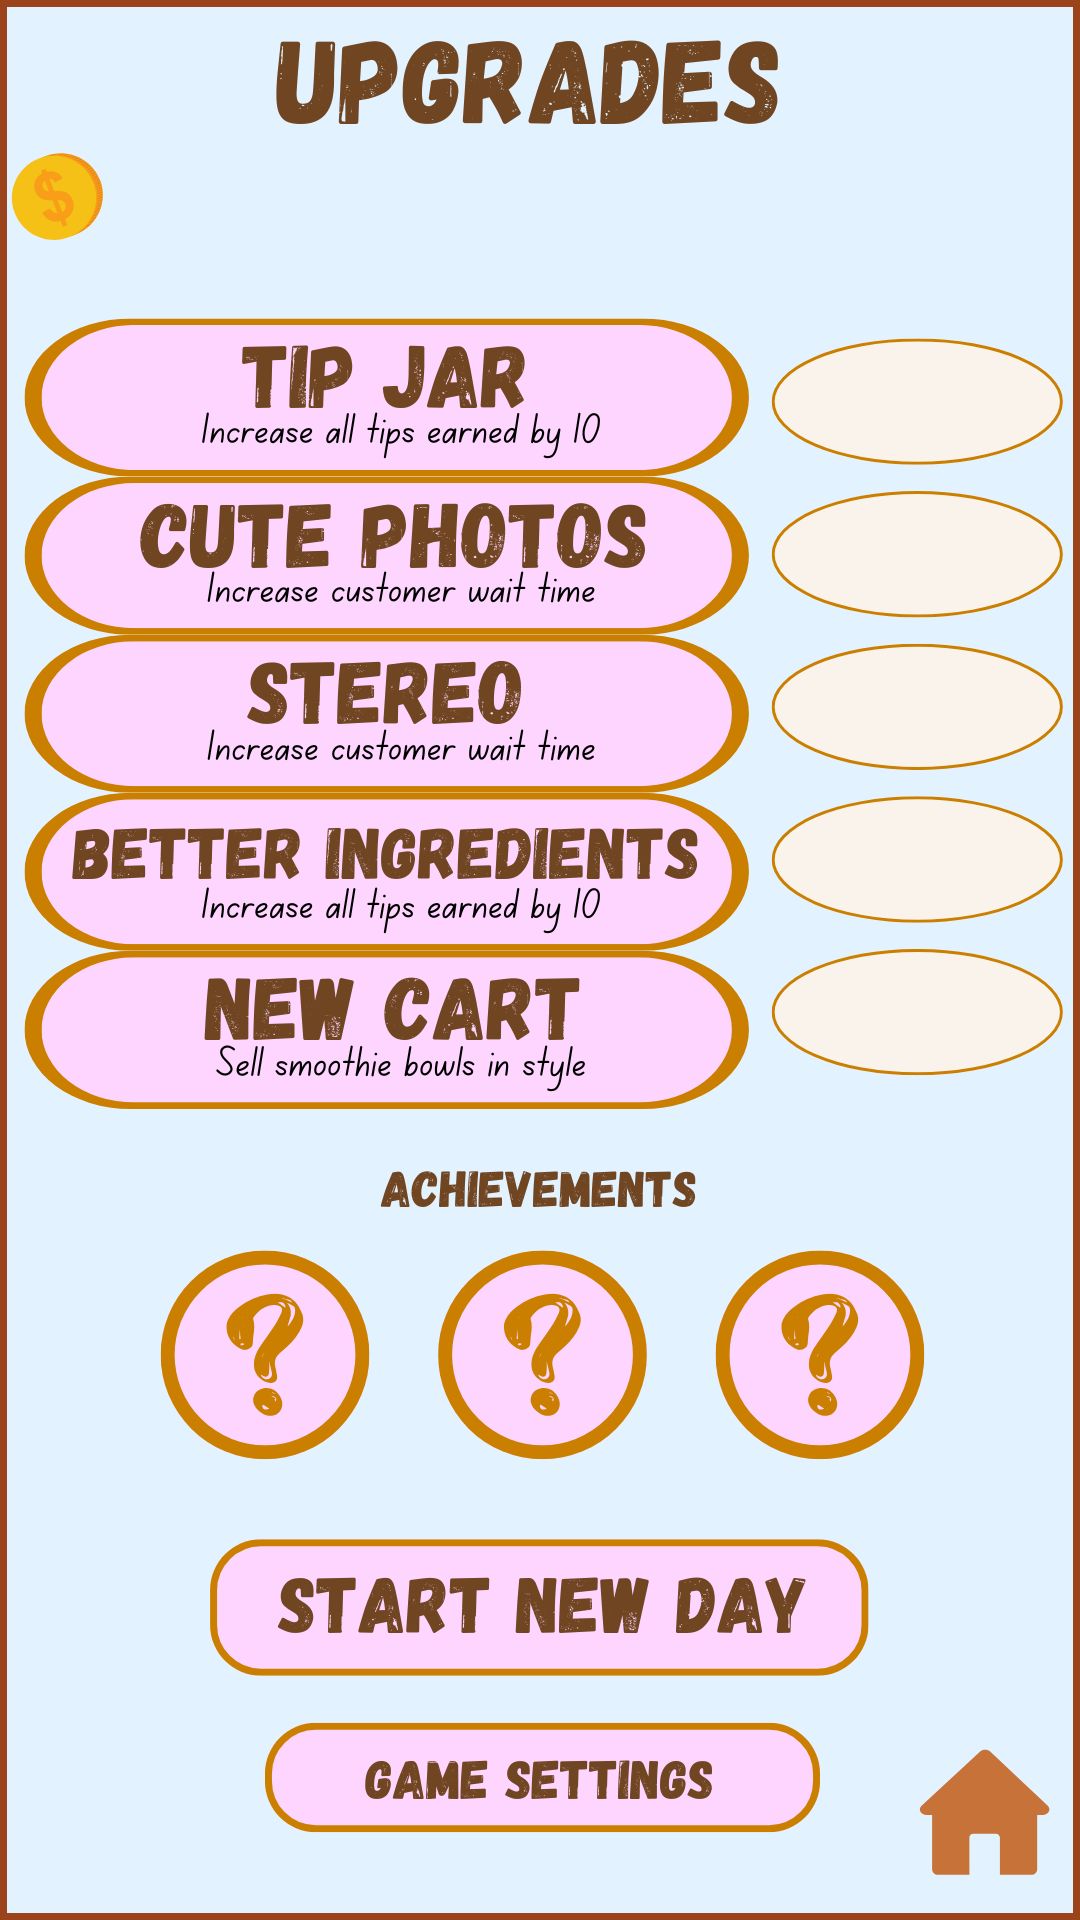 UPGRADES
$
TIP JAR
Increase all tips earned by 10
CUTE PHOTOS
Increase customer wait time
STEREO
Increase customer wait time
BETTER INGREDIENTS
Increase all tips earned by 10
NEW CART
Sell smoothie bowls in style
ACHIEVEMENTS
? ? ?
START NEW DAY
GAME SETTINGS